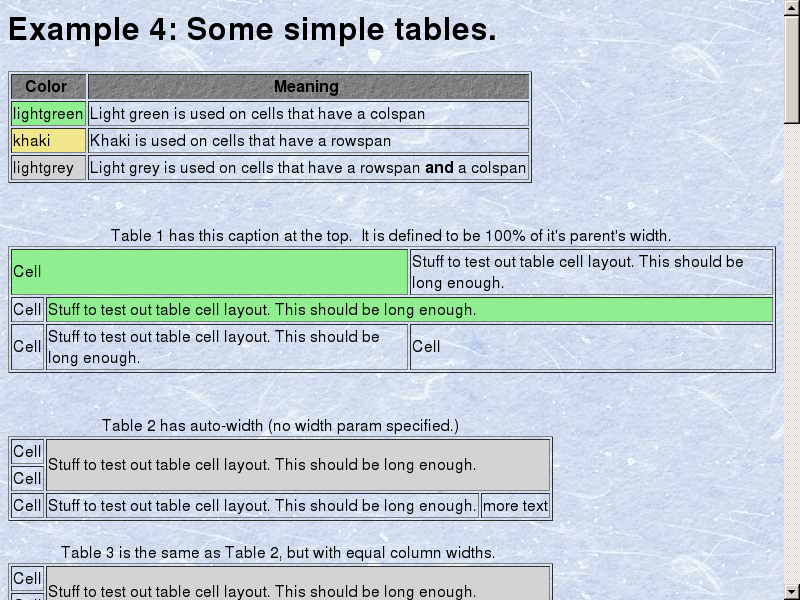 Example 4: Some simple tables.
Color Meaning
lightgreen Light green is used on cells that have a colspan
khaki Khaki is used on cells that have a rowspan
lightgrey Light grey is used on cells that have a rowspan and a colspan
Table 1 has this caption at the top.  It is defined to be 100% of it's parent's width.
Cell Stuff to test out table cell layout. This should be
long enough.
Cell Stuff to test out table cell layout. This should be long enough.
Cell Stuff to test out table cell layout. This should be
long enough.
Cell
Table 2 has auto-width (no width param specified.)
Cell
Stuff to test out table cell layout. This should be long enough.
Cell
Cell Stuff to test out table cell layout. This should be long enough. more text
Table 3 is the same as Table 2, but with equal column widths.
Cell
Stuff to test out table cell layout. This should be long enough.